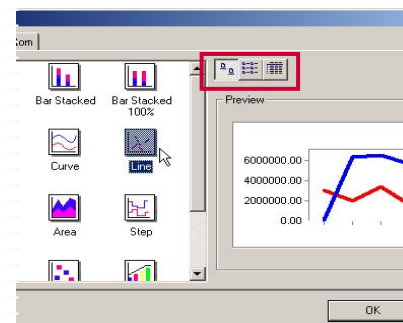 Kom
Bar Stacked
Bar Stacked
100%
Curve
Line
Area
Step
Preview
6000000.00
4000000.00
2000000.00
0.00
OK